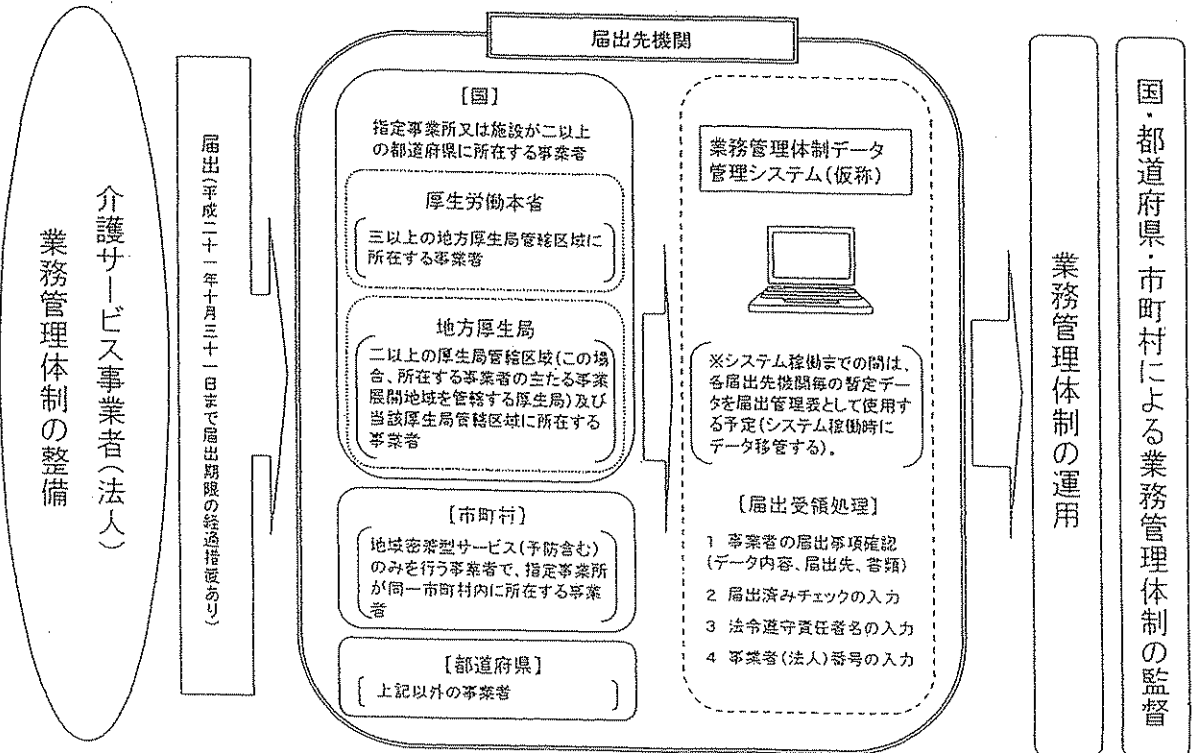 介護サービス事業者(法人)
業務管理体制の整備
届出(平成二十一年十月三十一日まで届出期限の経過措置あり)
届出先機関
【国】
指定事業所又は施設が二以上
の都道府県に所在する事業者
厚生労働本省
三以上の地方厚生局管轄区域に
所在する事業者
地方厚生局
二以上の厚生局管轄区域(この場
合、所在する事業者の主たる事業
展開地域を管轄する厚生局)及び
当該厚生局管轄区域に所在する
事業者
【市町村】
地域密着型サービス(予防含む)
のみを行う事業者で、指定事業所
が同一市町村内に所在する事業
者
【都道府県】
上記以外の事業者
業務管理体制データ
管理システム(仮称)
※システム稼働までの間は、
各届出先機関毎の暫定デー
タを届出管理表として使用す
る予定(システム稼働時に
データ移管する)。
【届出受領処理】
1 事業者の届出事項確認
(データ内容、届出先、書類)
2 届出済みチェックの入力
3 法令遵守責任者名の入力
4 事業者(法人)番号の入力
業務管理体制の運用
国・都道府県・市町村による業務管理体制の監督